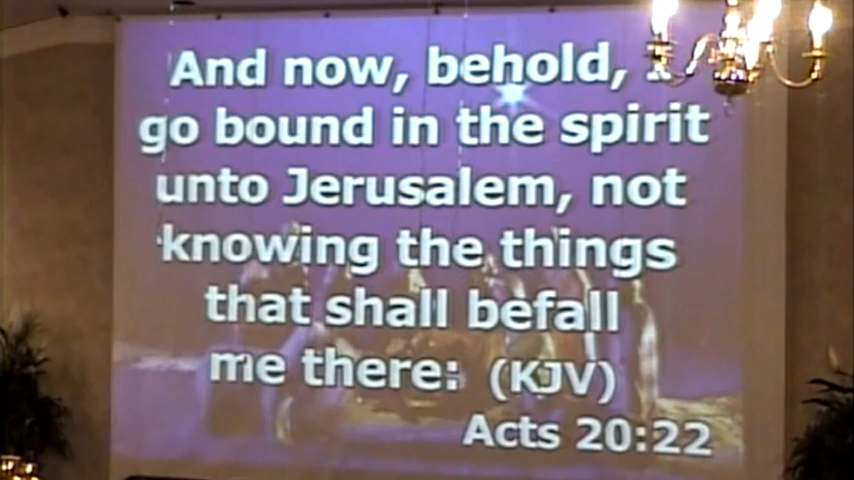 And now, behold, I
go bound in the spirit
unto Jerusalem, not
knowing the things
that shall befall
me there: (KJV)
Acts 20:22